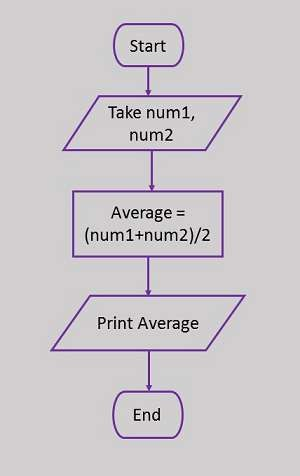 Start
Take num1,
num2
Average =
(num1+num2)/2
Print Average
End